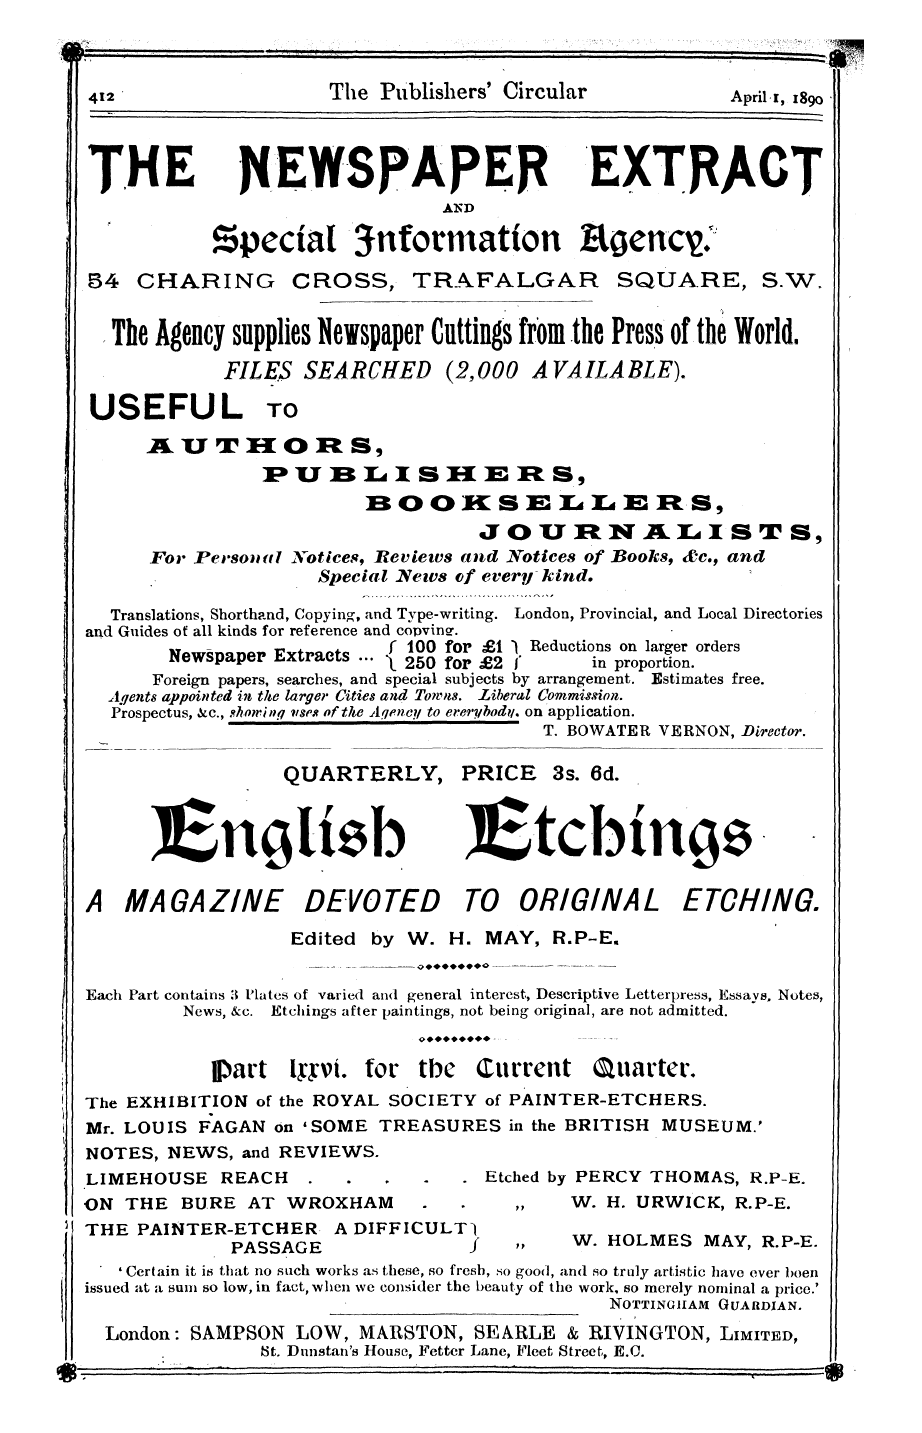 412 The Publishers' Circular April 1, 1890
THE NEWSPAPER EXTRACT
AND
Special Information Agency.
54 CHARING CROSS, TRAFALGAR SQUARE, S.W.
The Agency supplies Newspaper Cuttings from the Press of the World.
FILES SEARCHED (2,000 AVAILABLE).
USEFUL TO
AUTHORS,
PUBLISHERS,
BOOKSELLERS,
JOURNALISTS,
For Personal Notices, Reviews and Notices of Books, &c., and
Special News of every kind.
Translations, Shorthand, Copying, and Type-writing. London, Provincial, and Local Directories
and Guides of all kinds for reference and copying.
Newspaper Extracts ... { 100 for £1 } Reductions on larger orders
{ 250 for £2 } in proportion.
Foreign papers, searches, and special subjects by arrangement. Estimates free.
Agents appointed in the larger Cities and Towns. Liberal Commission.
Prospectus, &c., showing uses of the Agency to everybody, on application.
T. BOWATER VERNON, Director.
QUARTERLY, PRICE 3s. 6d.
English Etchings
A MAGAZINE DEVOTED TO ORIGINAL ETCHING.
Edited by W. H. MAY, R.P-E.
Each Part contains 3 Plates of varied and general interest, Descriptive Letterpress, Essays, Notes,
News, &c. Etchings after paintings, not being original, are not admitted.
Part lxxvi. for the Current Quarter.
The EXHIBITION of the ROYAL SOCIETY of PAINTER-ETCHERS.
Mr. LOUIS FAGAN on 'SOME TREASURES in the BRITISH MUSEUM.'
NOTES, NEWS, and REVIEWS.
LIMEHOUSE REACH . . . . . Etched by PERCY THOMAS, R.P-E.
ON THE BURE AT WROXHAM . . „ W. H. URWICK, R.P-E.
THE PAINTER-ETCHER A DIFFICULT }
PASSAGE } „ W. HOLMES MAY, R.P-E.
'Certain it is that no such works as these, so fresh, so good, and so truly artistic have ever been
issued at a sum so low, in fact, when we consider the beauty of the work, so merely nominal a price.'
NOTTINGHAM GUARDIAN.
London: SAMPSON LOW, MARSTON, SEARLE & RIVINGTON, LIMITED,
St. Dunstan's House, Fetter Lane, Fleet Street, E.C.